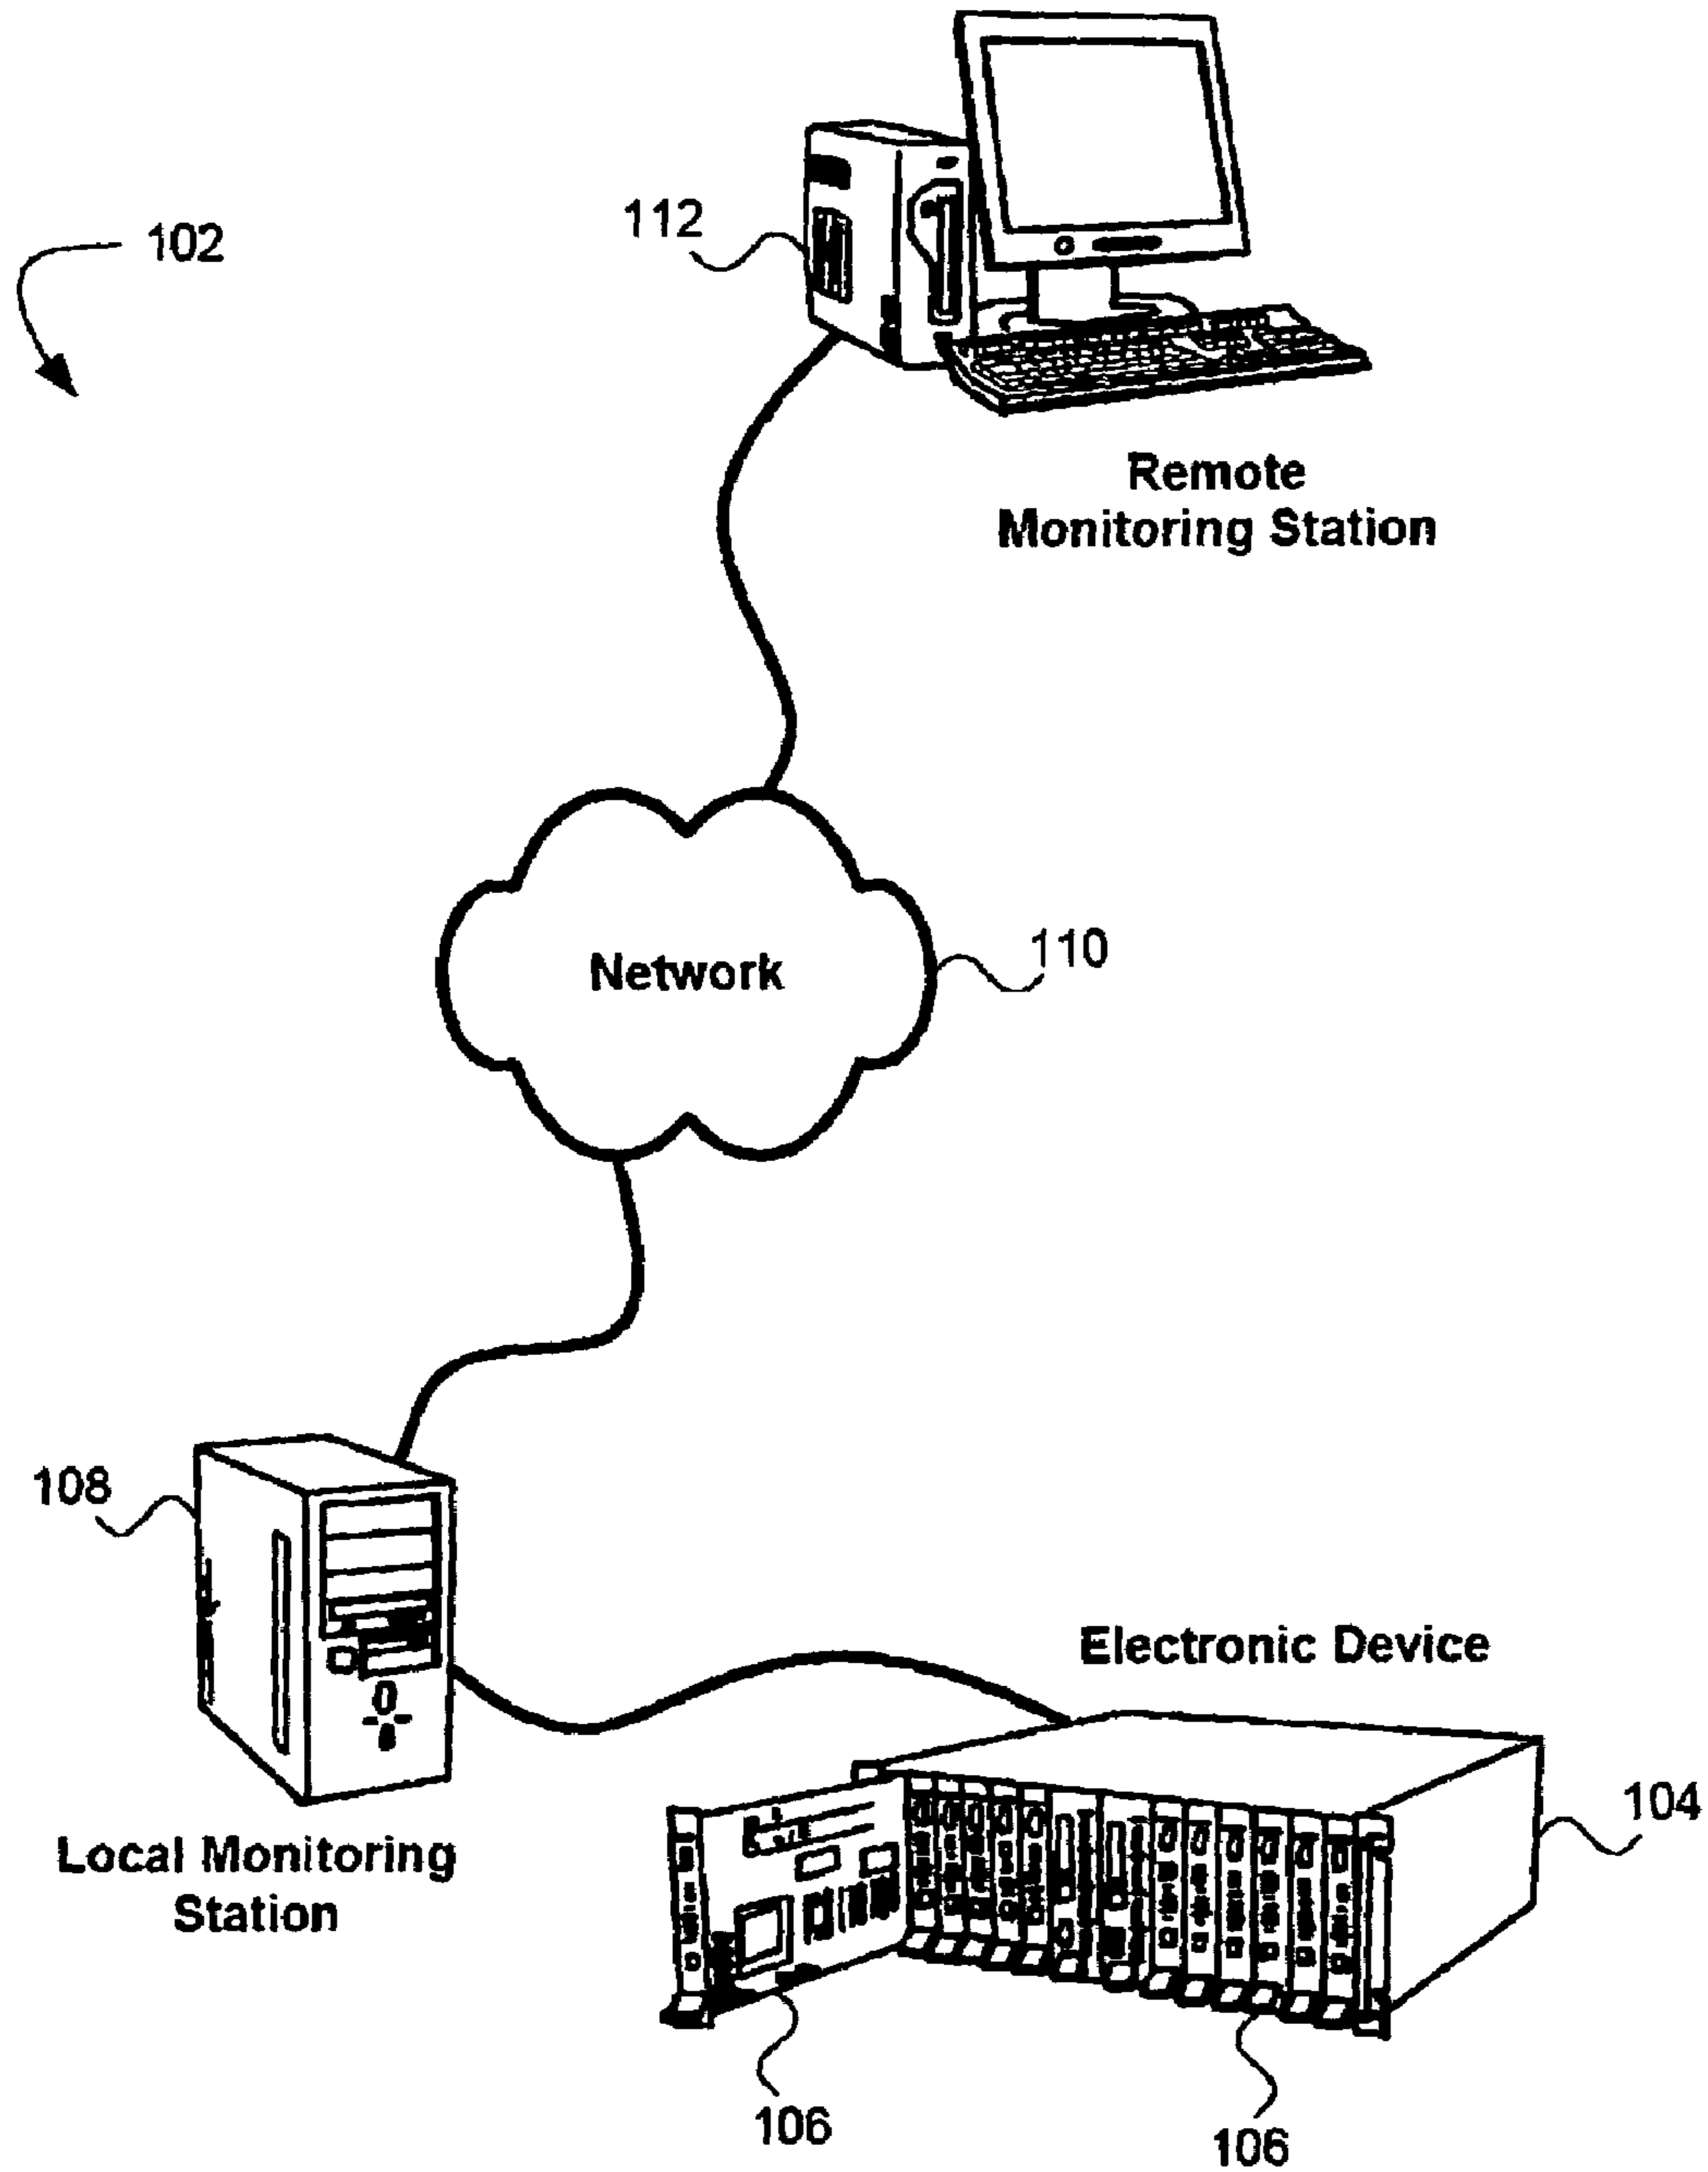 112
102
Remote
Monitoring Station
Network
110
108
Electronic Device
104
Local Monitoring
Station
106
106